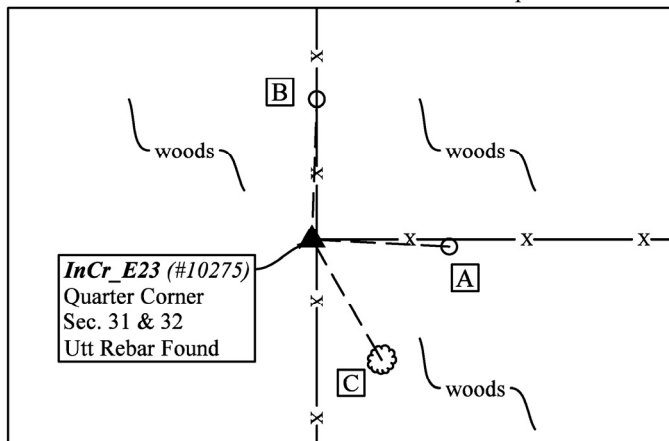 X
B
woods
woods
X
X
X
X
A
InCr_E23 (#10275)
Quarter Corner
Sec. 31 & 32
Utt Rebar Found
X
X
C
woods
X